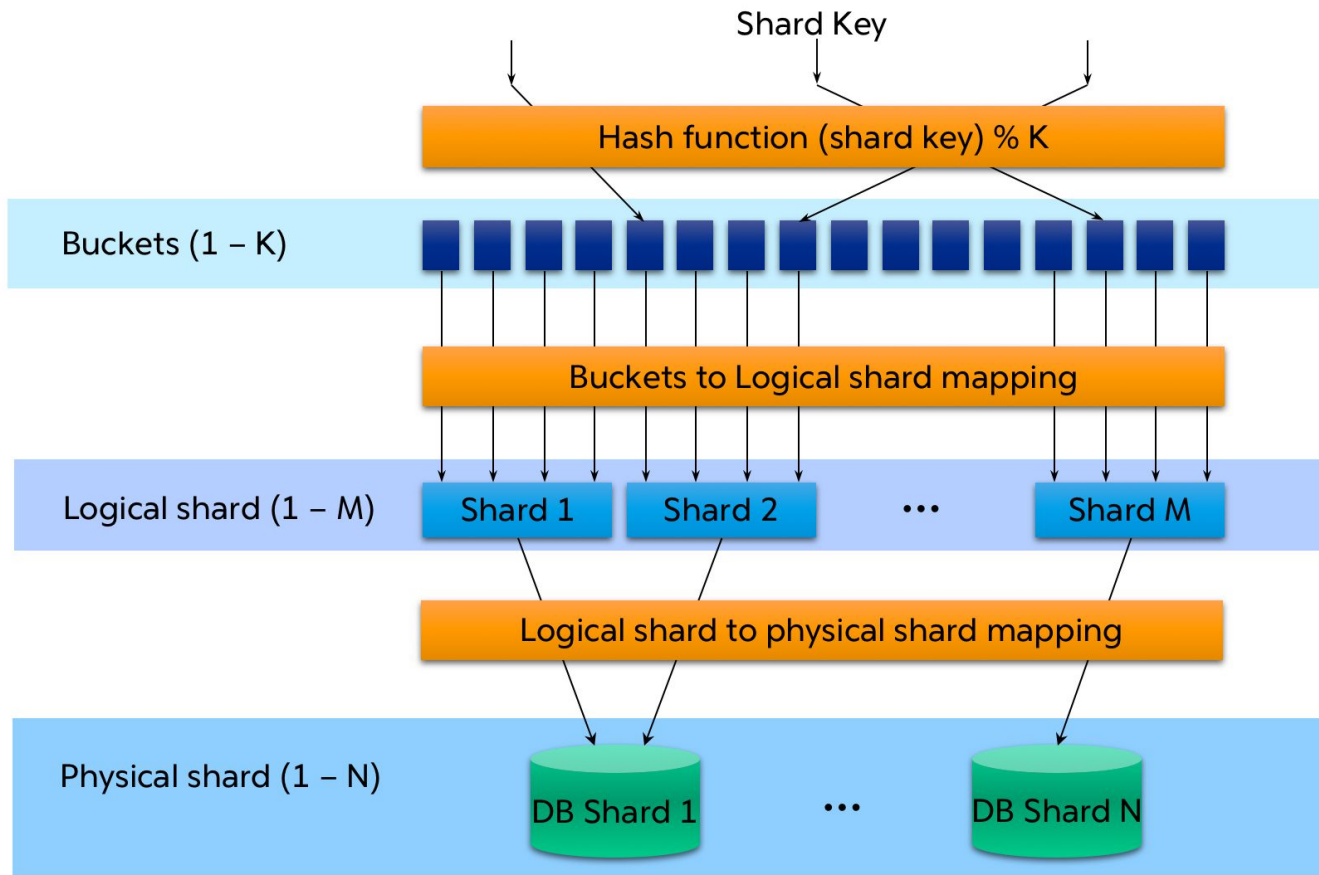 Shard Key
Hash function (shard key) % K
Buckets (1 – K)
Buckets to Logical shard mapping
Logical shard (1 – M)
Shard 1
Shard 2
...
Shard M
Logical shard to physical shard mapping
Physical shard (1 – N)
DB Shard 1
...
DB Shard N